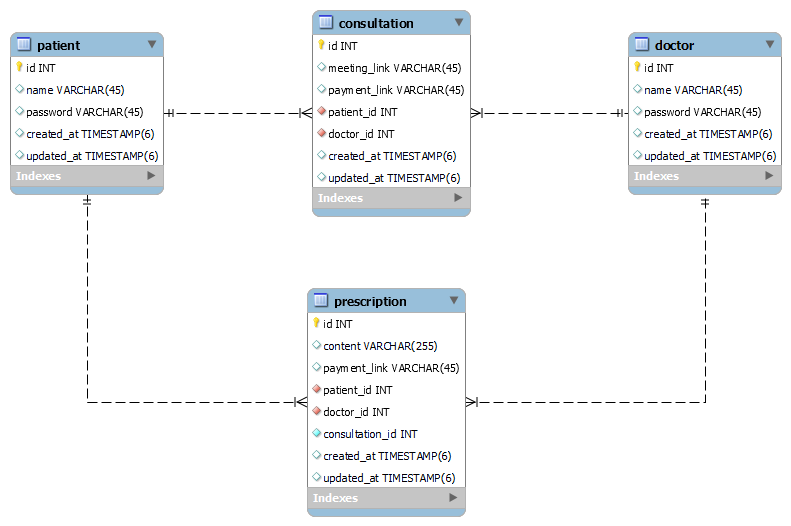 patient
id INT
name VARCHAR(45)
password VARCHAR(45)
created_at TIMESTAMP(6)
updated_at TIMESTAMP(6)
Indexes
consultation
id INT
meeting_link VARCHAR(45)
payment_link VARCHAR(45)
patient_id INT
doctor_id INT
created_at TIMESTAMP(6)
updated_at TIMESTAMP(6)
Indexes
doctor
id INT
name VARCHAR(45)
password VARCHAR(45)
created_at TIMESTAMP(6)
updated_at TIMESTAMP(6)
Indexes
prescription
id INT
content VARCHAR(255)
payment_link VARCHAR(45)
patient_id INT
doctor_id INT
consultation_id INT
created_at TIMESTAMP(6)
updated_at TIMESTAMP(6)
Indexes